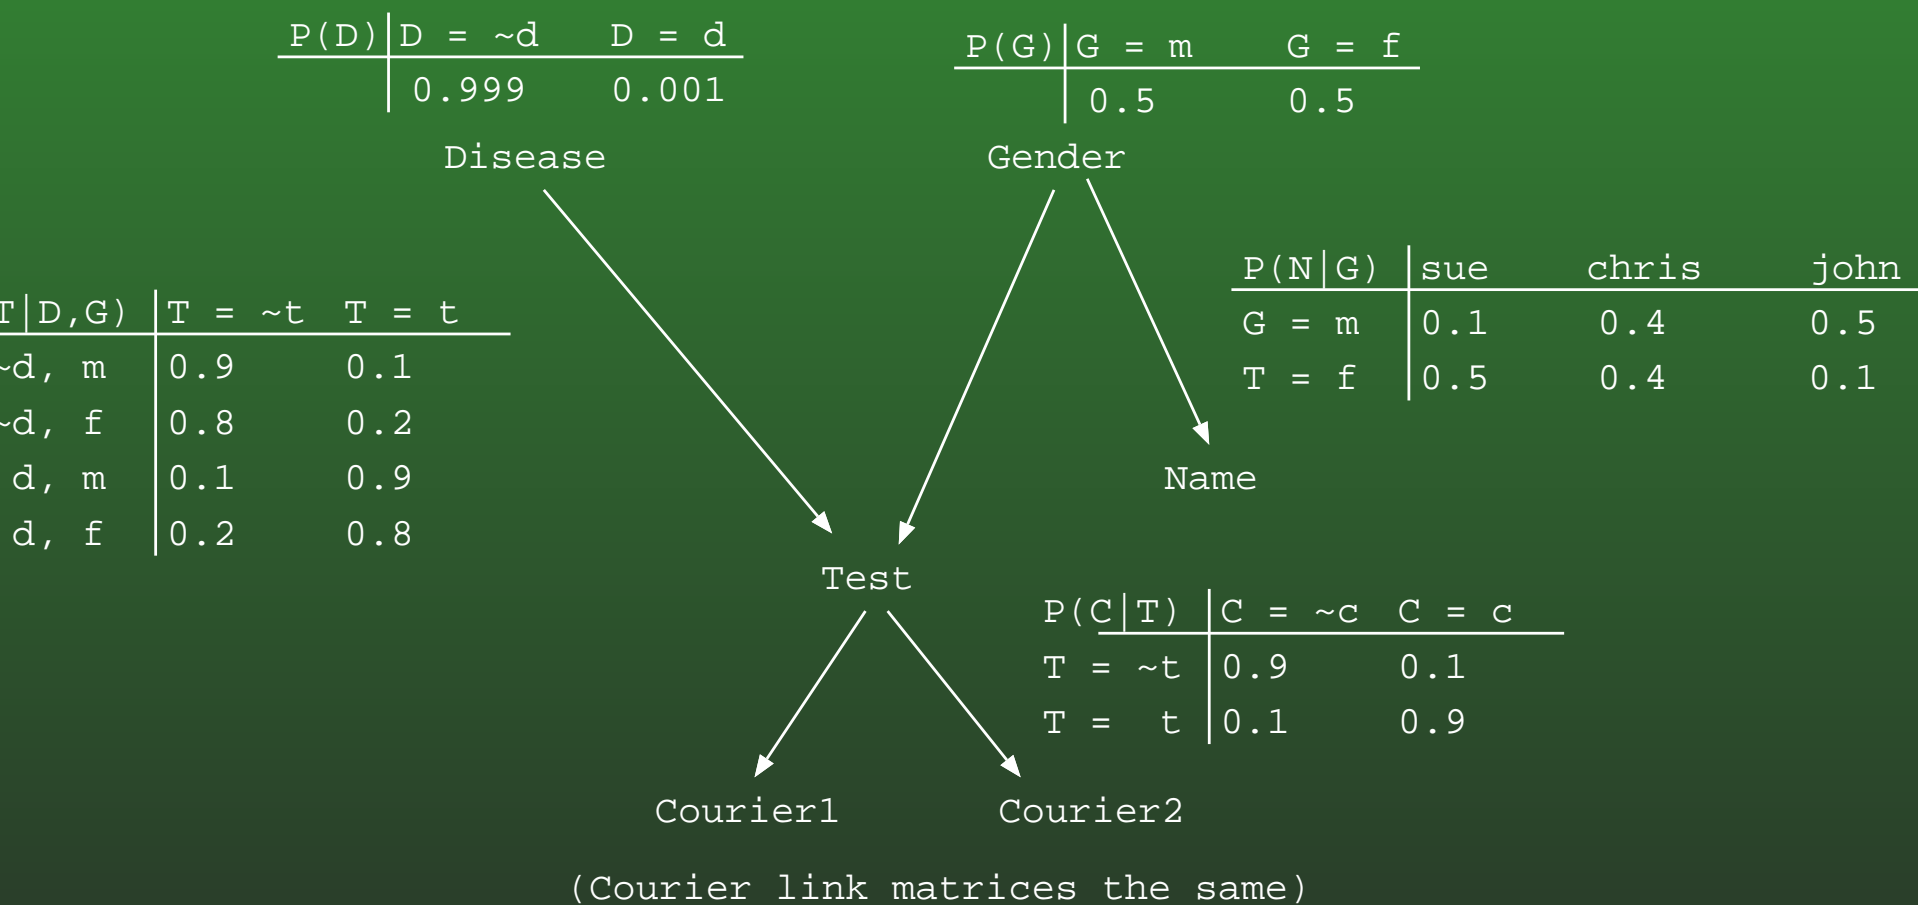 P(D) D = ~d D = d
0.999 0.001
P(G) G = m G = f
0.5 0.5
Disease
Gender
P(N|G) sue chris john
G = m 0.1 0.4 0.5
T = f 0.5 0.4 0.1
T|D,G) T = ~t T = t
~d, m 0.9 0.1
~d, f 0.8 0.2
d, m 0.1 0.9
d, f 0.2 0.8
Name
Test
P(C|T) C = ~c C = c
T = ~t 0.9 0.1
T = t 0.1 0.9
Courier1
Courier2
(Courier link matrices the same)